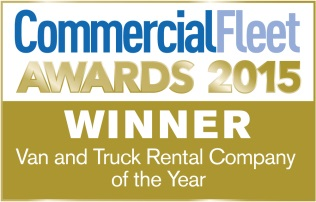 CommercialFleet
AWARDS 2015
WINNER
Van and Truck Rental Company
of the Year